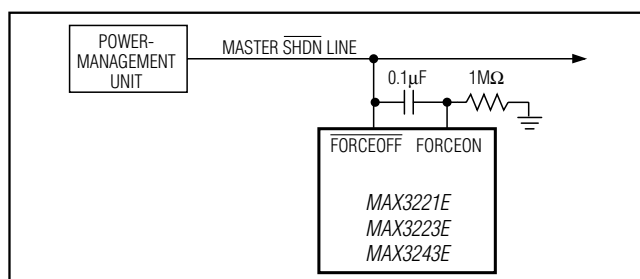 POWER-
MANAGEMENT
UNIT
MASTER SHDN LINE
0.1µF
1MΩ
FORCEOFF FORCEON
MAX3221E
MAX3223E
MAX3243E